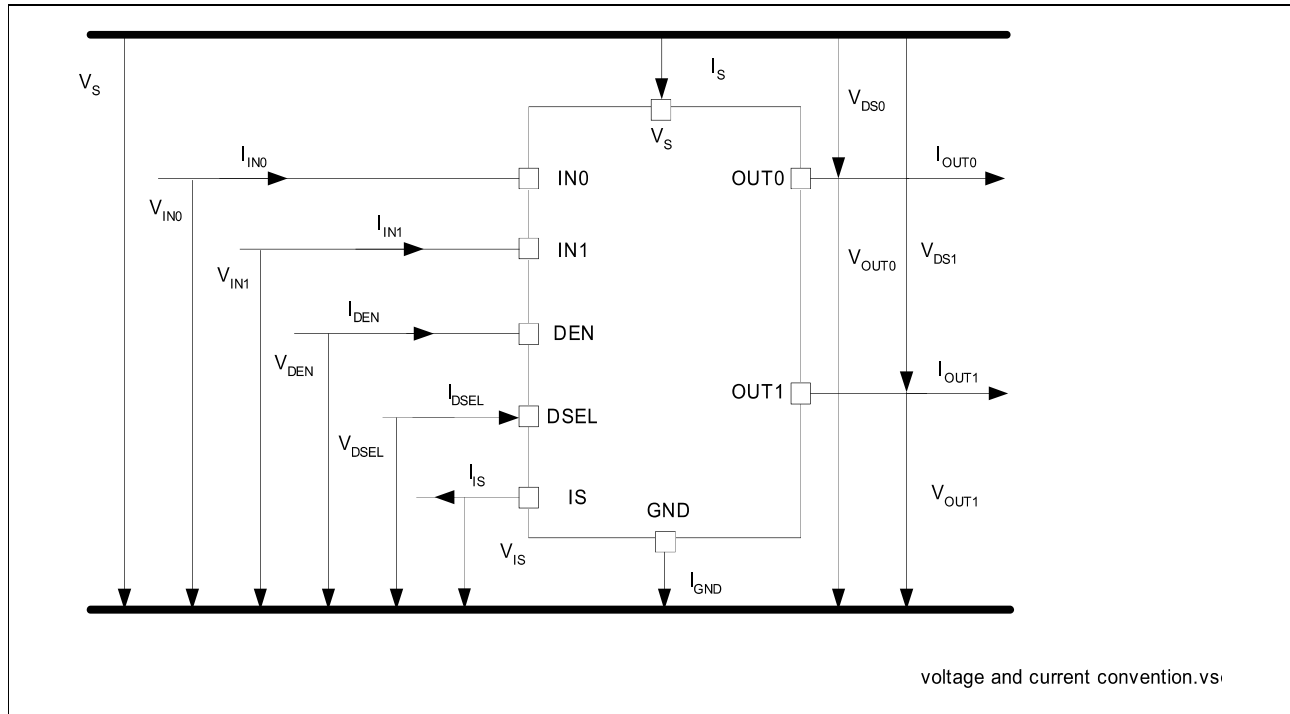 V_S
I_S
V_DS0
V_S
I_IN0
IN0
OUT0
I_OUT0
V_IN0
I_IN1
IN1
V_OUT0
V_DS1
V_IN1
I_DEN
DEN
V_DEN
I_DSEL
DSEL
OUT1
I_OUT1
V_DSEL
I_IS
IS
GND
V_OUT1
V_IS
I_GND
voltage and current convention.vs